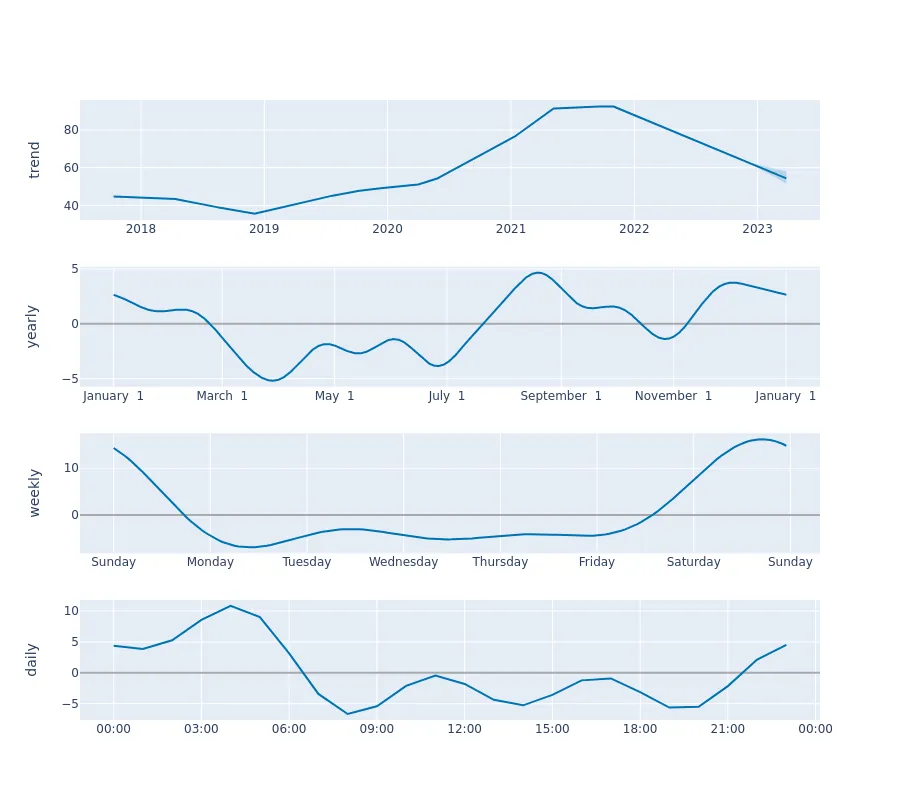 trend
80
60
40
2018 2019 2020 2021 2022 2023
yearly
5
0
−5
January 1 March 1 May 1 July 1 September 1 November 1 January 1
weekly
10
0
Sunday Monday Tuesday Wednesday Thursday Friday Saturday Sunday
daily
10
5
0
−5
00:00 03:00 06:00 09:00 12:00 15:00 18:00 21:00 00:00